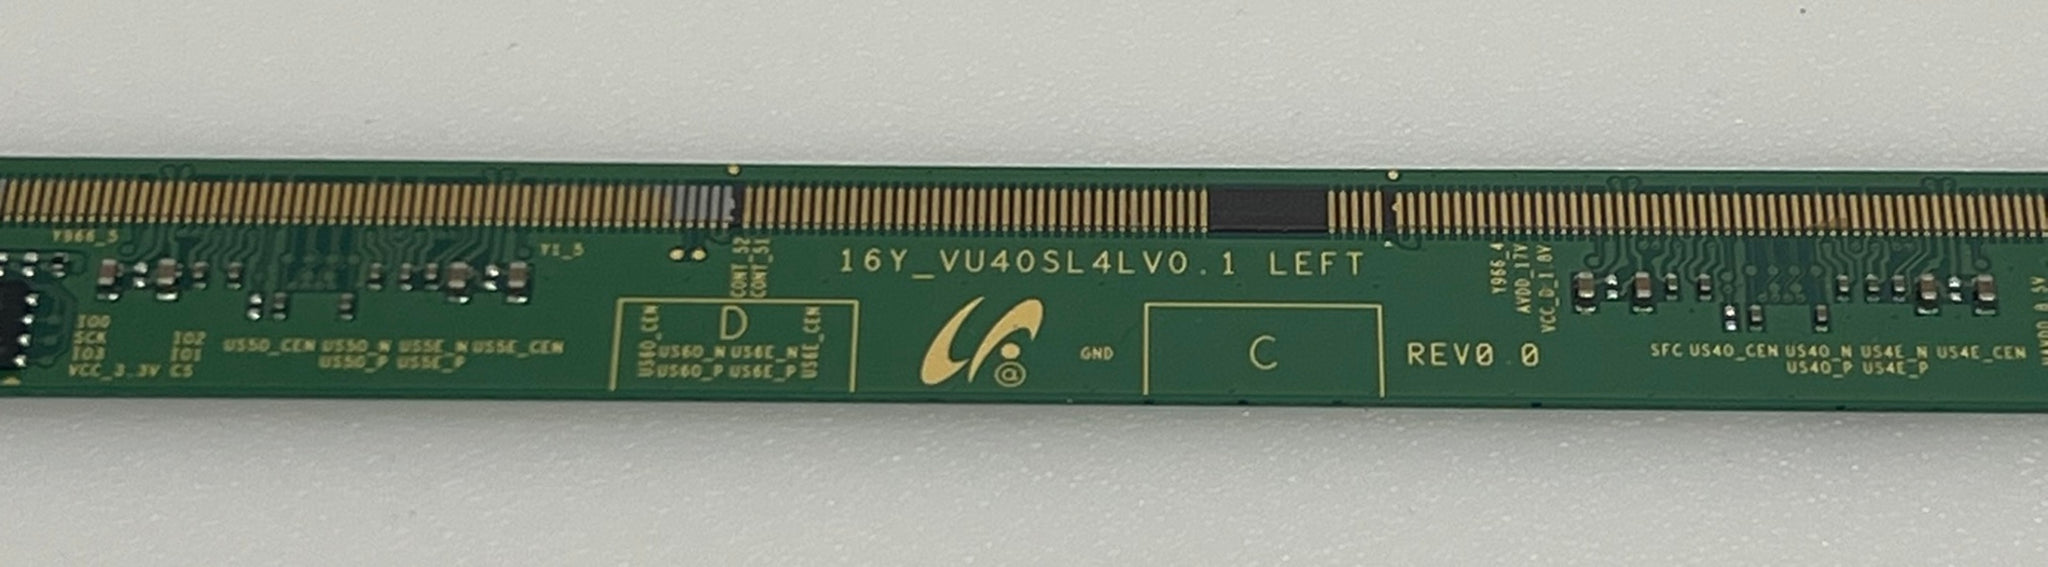 Y966_5
Y1_5
IO0
SCK
IO3
VCC_3.3V
IO2
IO1
CS
US5O_CEN US5O_N US5E_N US5E_CEN
US5O_P US5E_P
CONT_S2
CONT_S1
D
US6O_CEN
US6O_N US6E_N
US6O_P US6E_P
US6E_CEN
16Y_VU40SL4LV0.1 LEFT
@
GND
C
REV0.0
Y966_4
AVDD_17V
VCC_D_1.8V
SFC US4O_CEN US4O_N US4E_N US4E_CEN
US4O_P US4E_P